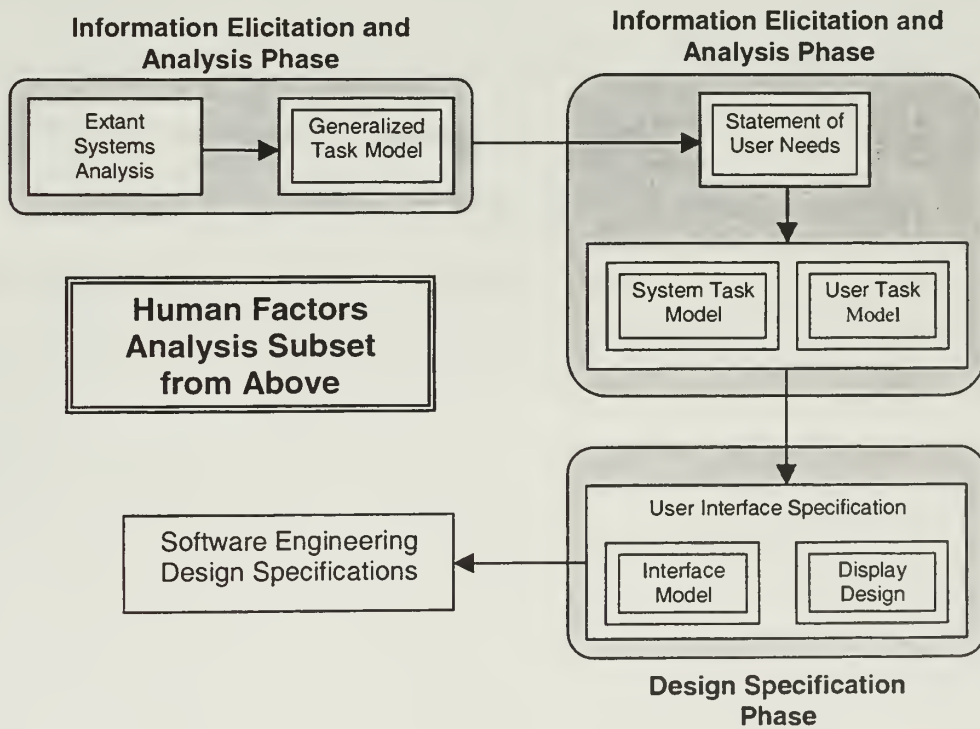 Information Elicitation and
Analysis Phase
Extant
Systems
Analysis
Generalized
Task Model
Information Elicitation and
Analysis Phase
Statement of
User Needs
System Task
Model
User Task
Model
Human Factors
Analysis Subset
from Above
User Interface Specification
Interface
Model
Display
Design
Software Engineering
Design Specifications
Design Specification
Phase